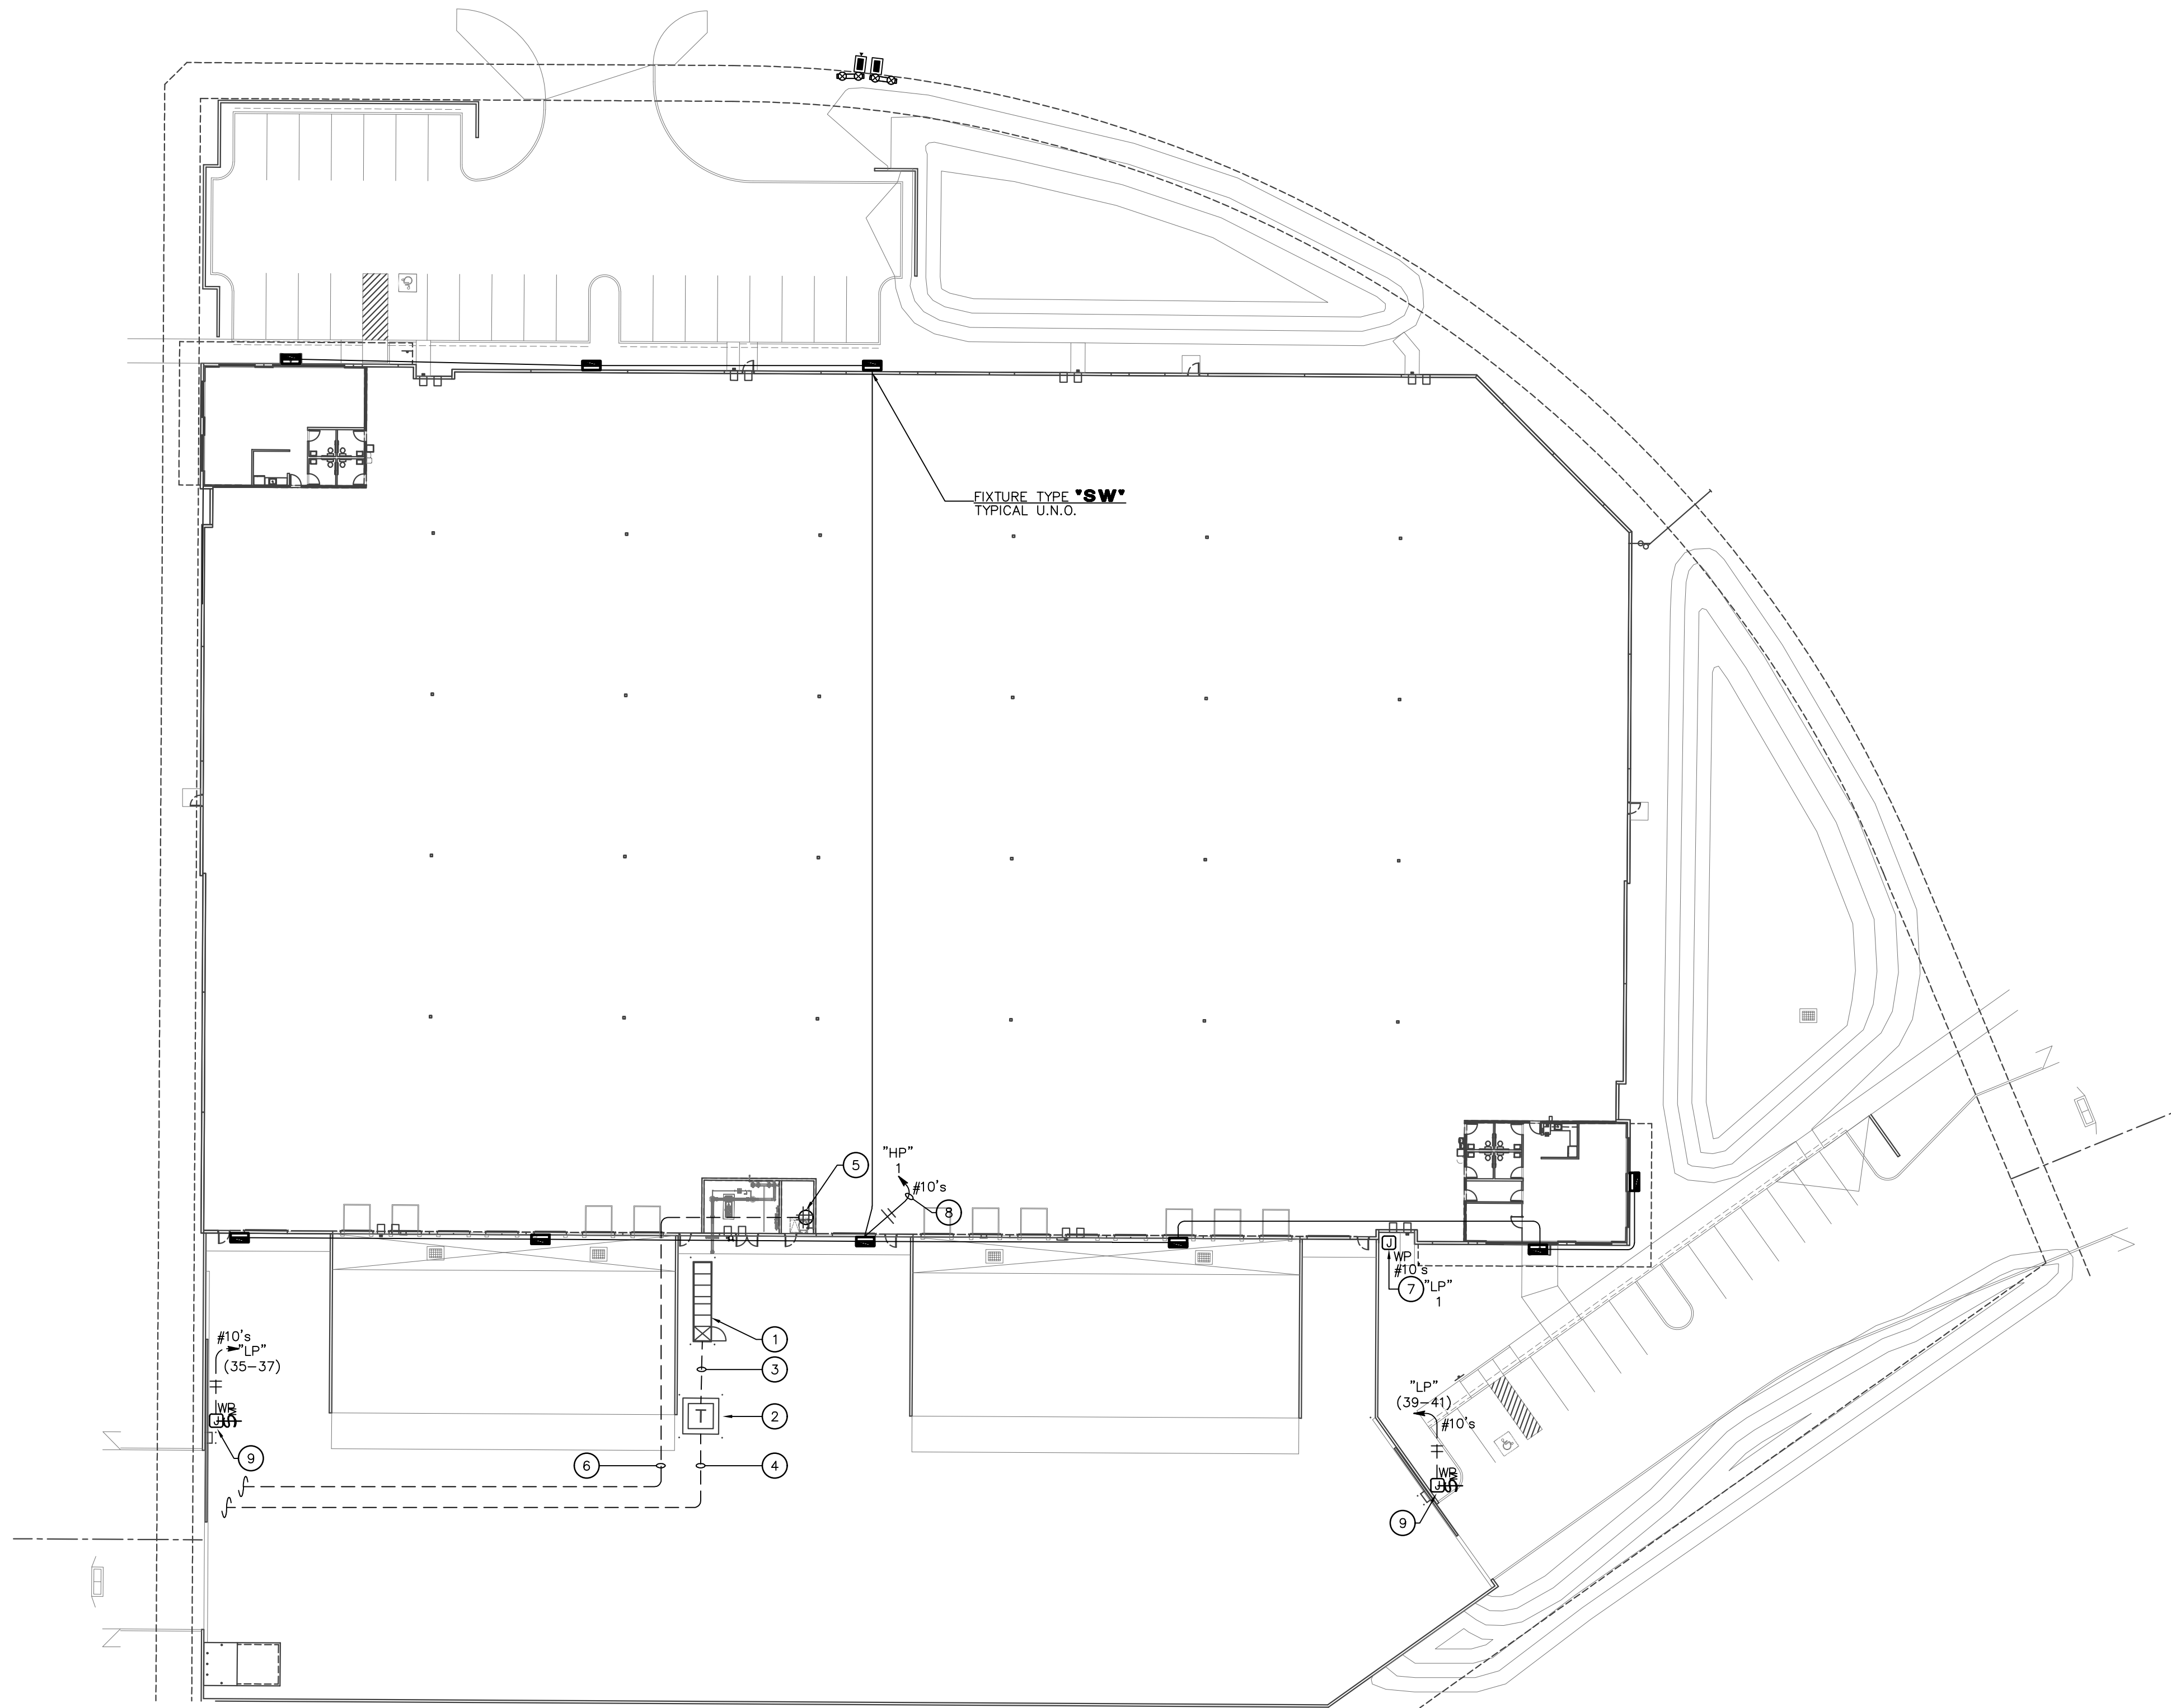 FIXTURE TYPE "SW"
TYPICAL U.N.O.
"HP"
1
5
#10's
8
J
WP
#10's
7
"LP"
1
1
3
#10's
"LP"
(35-37)
T
2
"LP"
(39-41)
#10's
WP
J
9
6
4
WP
J
9